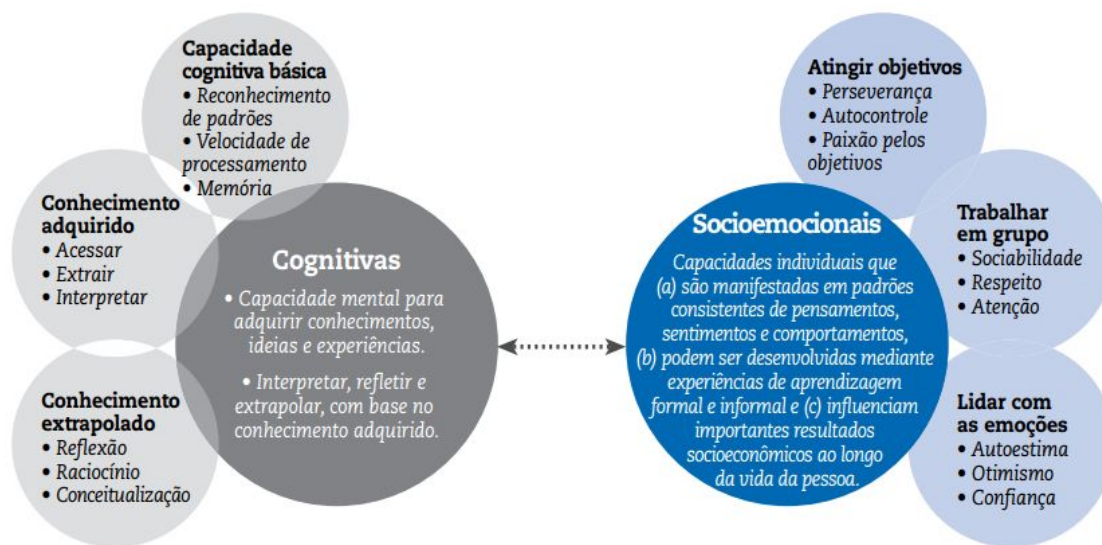 Capacidade
cognitiva básica
• Reconhecimento
de padrões
• Velocidade de
processamento
• Memória
Conhecimento
adquirido
• Acessar
• Extrair
• Interpretar
Conhecimento
extrapolado
• Reflexão
• Raciocínio
• Conceitualização
Cognitivas
• Capacidade mental para
adquirir conhecimentos,
ideias e experiências.
• Interpretar, refletir e
extrapolar, com base no
conhecimento adquirido.
Socioemocionais
Capacidades individuais que
(a) são manifestadas em padrões
consistentes de pensamentos,
sentimentos e comportamentos,
(b) podem ser desenvolvidas mediante
experiências de aprendizagem
formal e informal e (c) influenciam
importantes resultados
socioeconômicos ao longo
da vida da pessoa.
Atingir objetivos
• Perseverança
• Autocontrole
• Paixão pelos
objetivos
Trabalhar
em grupo
• Sociabilidade
• Respeito
• Atenção
Lidar com
as emoções
• Autoestima
• Otimismo
• Confiança